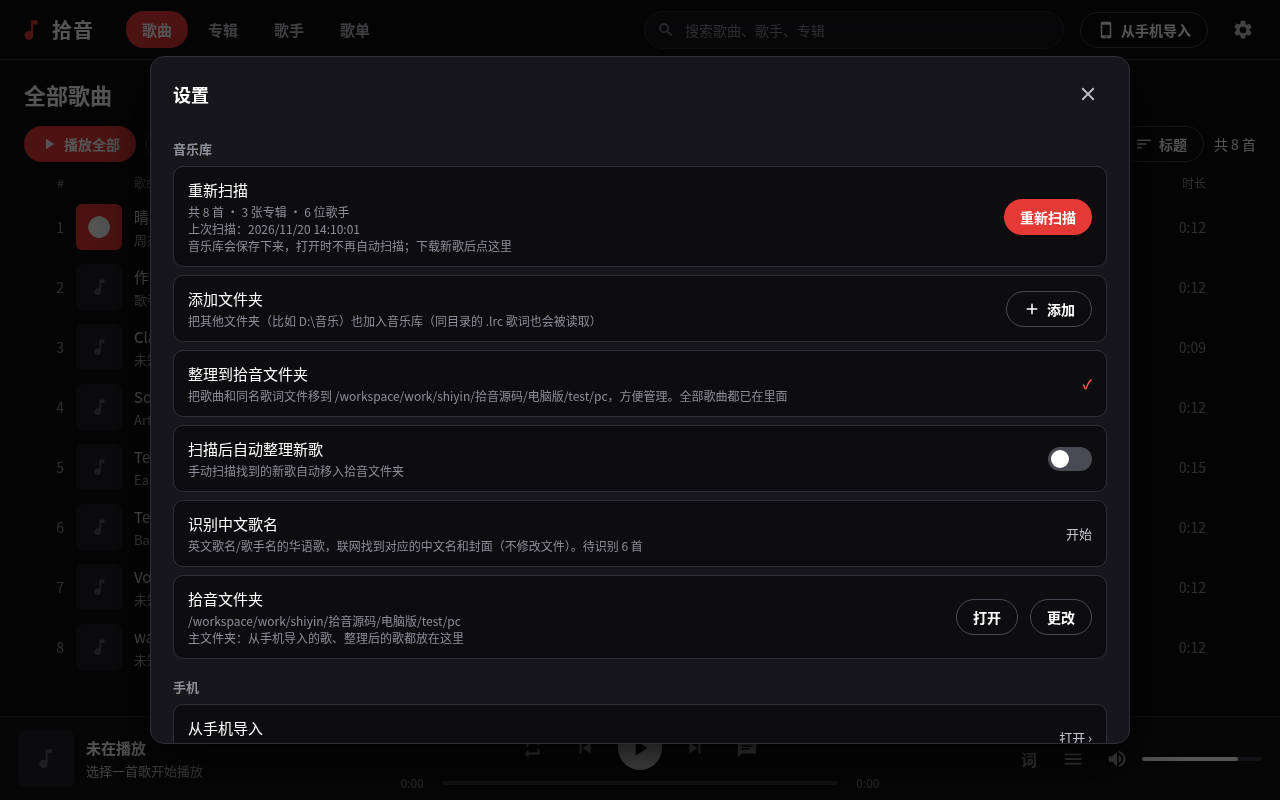 拾音
歌曲
专辑
歌手
歌单
搜索歌曲、歌手、专辑
从手机导入
全部歌曲
播放全部
标题
共 8 首
#
时长
设置
音乐库
重新扫描
共 8 首 · 3 张专辑 · 6 位歌手
上次扫描：2026/11/20 14:10:01
音乐库会保存下来，打开时不再自动扫描；下载新歌后点这里
重新扫描
添加文件夹
把其他文件夹（比如 D:\音乐）也加入音乐库（同目录的 .lrc 歌词也会被读取）
添加
整理到拾音文件夹
把歌曲和同名歌词文件移到 /workspace/work/shiyin/拾音源码/电脑版/test/pc，方便管理。全部歌曲都已在里面
✓
扫描后自动整理新歌
手动扫描找到的新歌自动移入拾音文件夹
识别中文歌名
英文歌名/歌手名的华语歌，联网找到对应的中文名和封面（不修改文件）。待识别 6 首
开始
拾音文件夹
/workspace/work/shiyin/拾音源码/电脑版/test/pc
主文件夹：从手机导入的歌、整理后的歌都放在这里
打开
更改
手机
从手机导入
打开 ›
1
晴
0:12
2
作
歌手
0:12
3
0:09
4
So
Art
0:12
5
Te
Ea
0:15
6
Te
Ba
0:12
7
Vo
0:12
8
wa
0:12
未在播放
选择一首歌开始播放
0:00
0:00
词